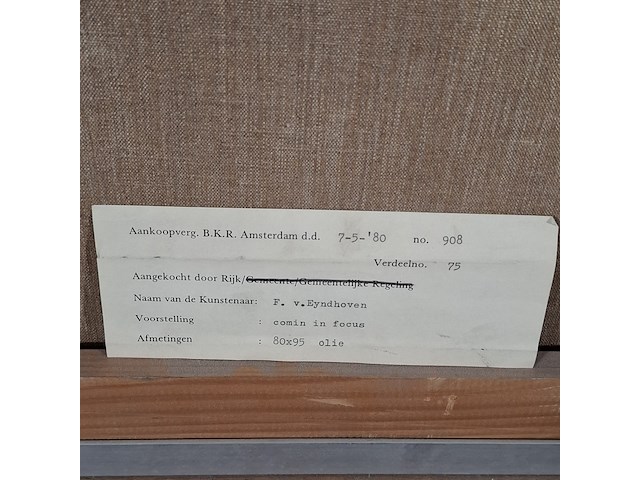 Aankoopverg. B.K.R. Amsterdam d.d. 7-5-'80 no. 908
Verdeelno. 75
Aangekocht door Rijk/Gemeente/Gemeentelijke Regeling
Naam van de Kunstenaar: F. v.Eyndhoven
Voorstelling : comin in focus
Afmetingen : 80x95 olie